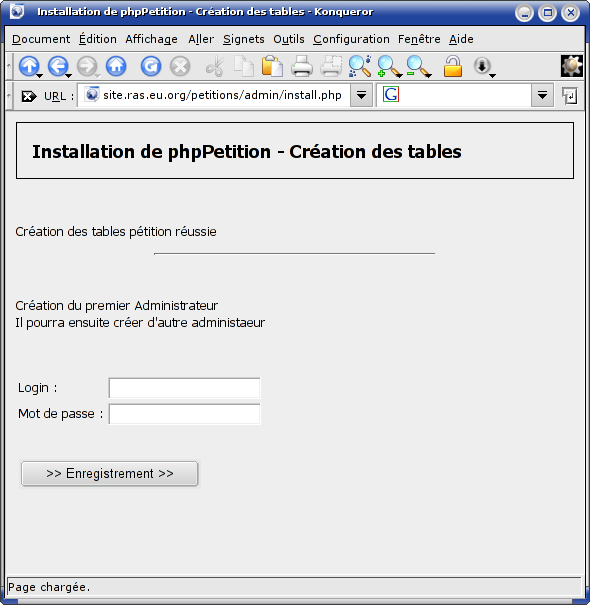 Installation de phpPetition - Création des tables - Konqueror
Document Édition Affichage Aller Signets Outils Configuration Fenêtre Aide
URL : site.ras.eu.org/petitions/admin/install.php G
Installation de phpPetition - Création des tables
Création des tables pétition réussie
Création du premier Administrateur
Il pourra ensuite créer d'autre administaeur
Login :
Mot de passe :
>> Enregistrement >>
Page chargée.